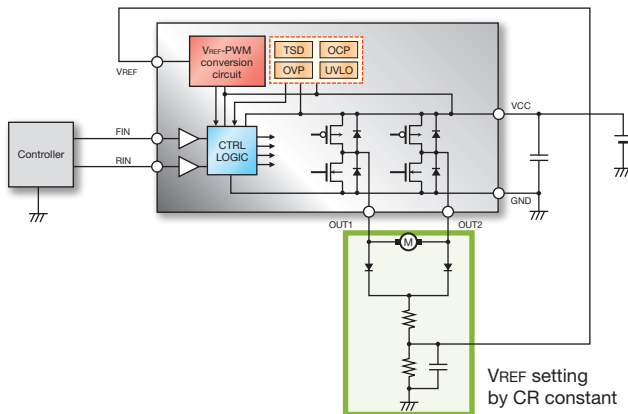 VREF-PWM
conversion
circuit
TSD
OCP
OVP
UVLO
VREF
VCC
FIN
RIN
Controller
CTRL
LOGIC
GND
OUT1
OUT2
M
VREF setting
by CR constant